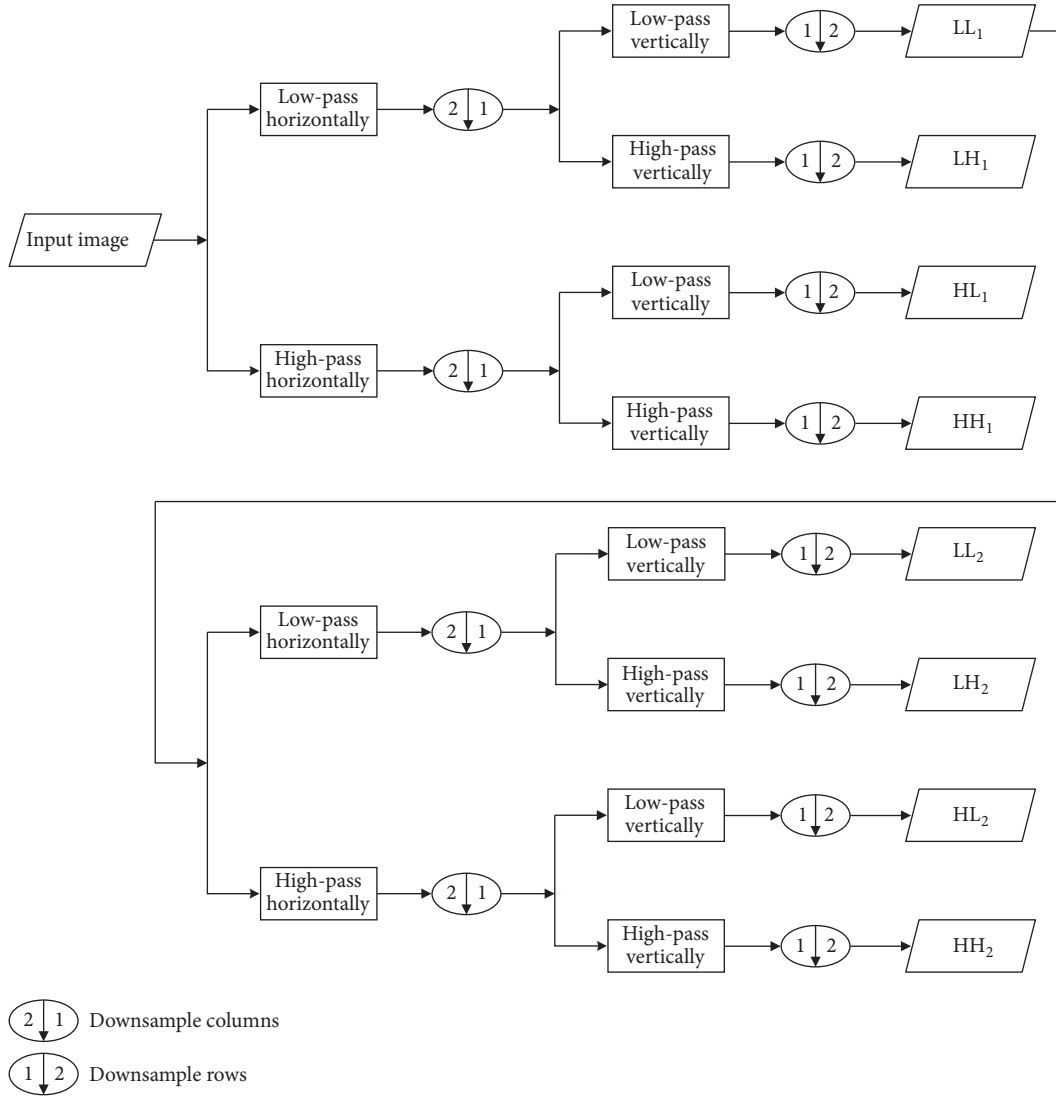 Low-pass
vertically
1 2
LL₁
Low-pass
horizontally
2 1
High-pass
vertically
1 2
LH₁
Input image
Low-pass
vertically
1 2
HL₁
High-pass
horizontally
2 1
High-pass
vertically
1 2
HH₁
Low-pass
vertically
1 2
LL₂
Low-pass
horizontally
2 1
High-pass
vertically
1 2
LH₂
Low-pass
vertically
1 2
HL₂
High-pass
horizontally
2 1
High-pass
vertically
1 2
HH₂
2 1 Downsample columns
1 2 Downsample rows